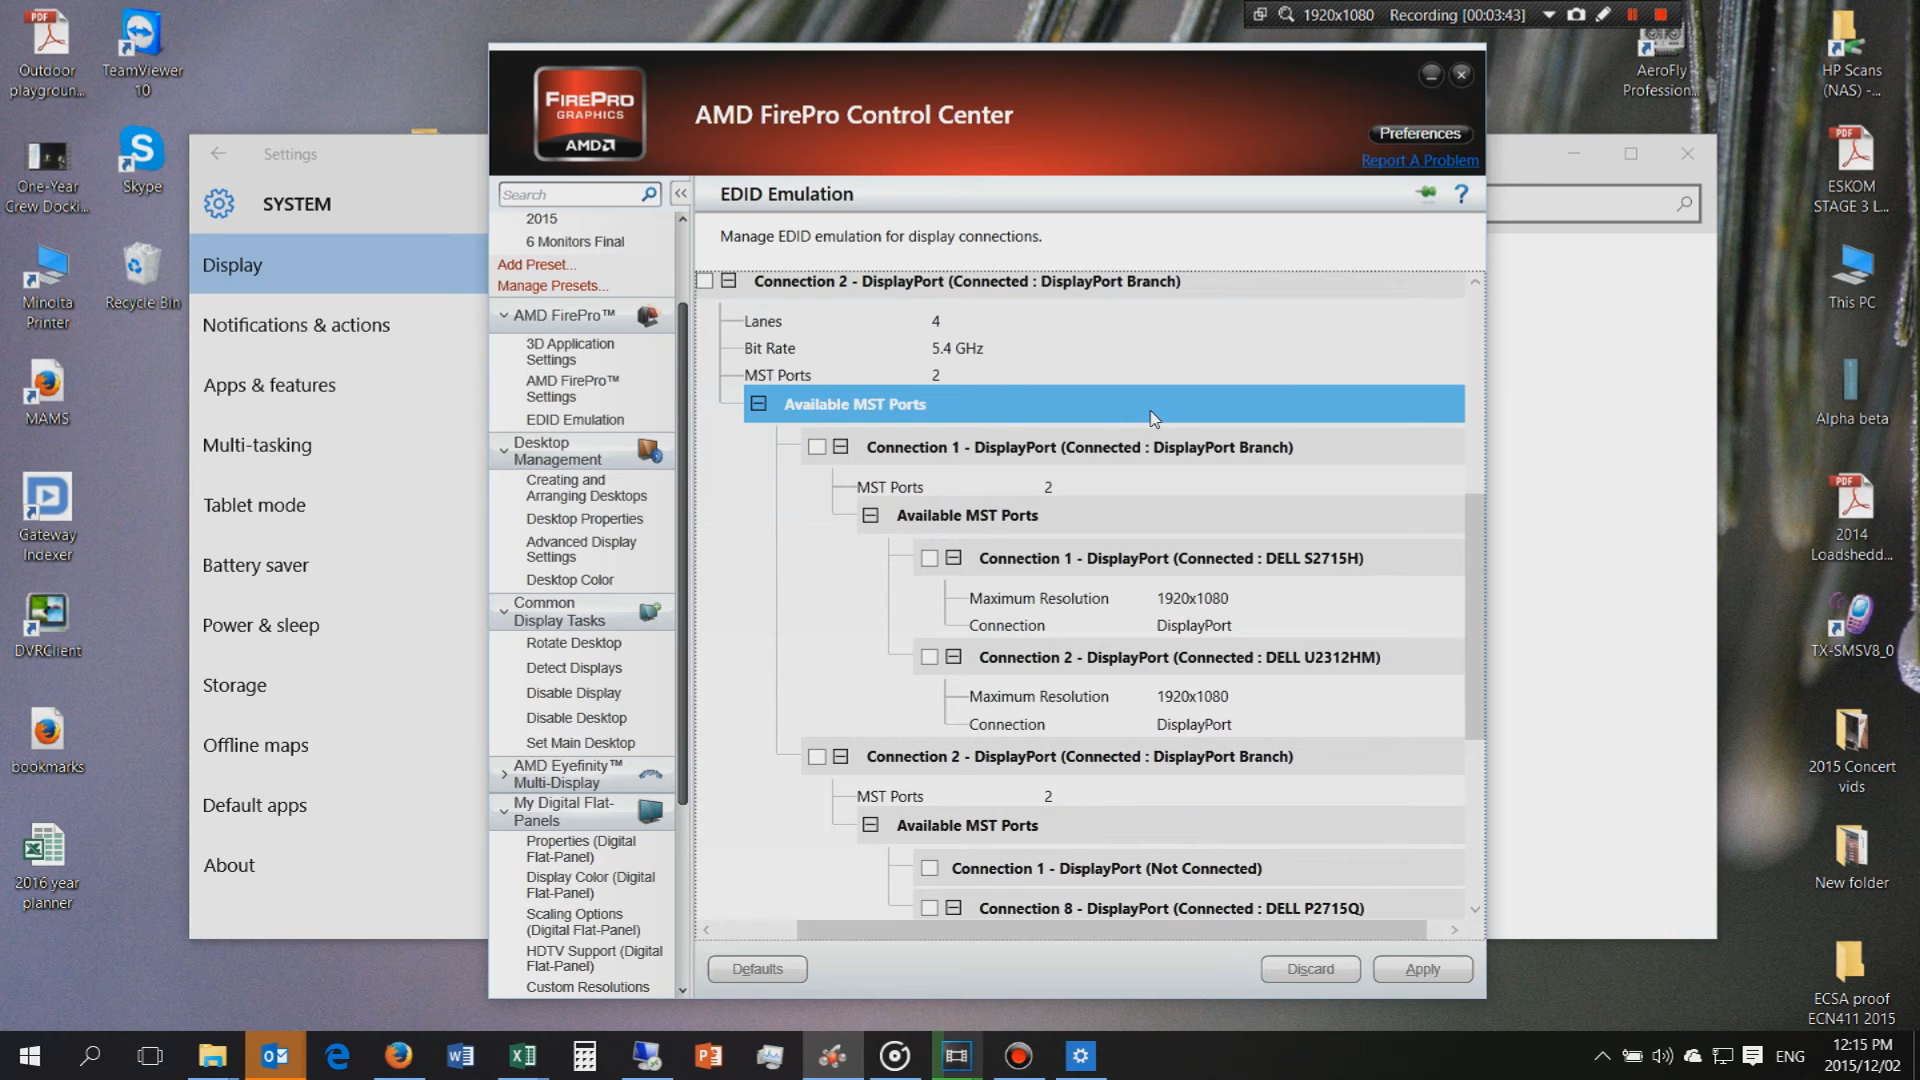 1920x1080 Recording [00:03:43]
Outdoor
playgroun...
TeamViewer
10
One-Year
Crew Docki...
Skype
Minolta
Printer
Recycle Bin
MAMS
Gateway
Indexer
DVRClient
bookmarks
2016 year
planner
Settings
SYSTEM
Display
Notifications & actions
Apps & features
Multi-tasking
Tablet mode
Battery saver
Power & sleep
Storage
Offline maps
Default apps
About
FIREPRO
GRAPHICS
AMD
AMD FirePro Control Center
Preferences
Report A Problem
Search
2015
6 Monitors Final
Add Preset...
Manage Presets...
AMD FirePro™
3D Application
Settings
AMD FirePro™
Settings
EDID Emulation
Desktop
Management
Creating and
Arranging Desktops
Desktop Properties
Advanced Display
Settings
Desktop Color
Common
Display Tasks
Rotate Desktop
Detect Displays
Disable Display
Disable Desktop
Set Main Desktop
AMD Eyefinity™
Multi-Display
My Digital Flat-
Panels
Properties (Digital
Flat-Panel)
Display Color (Digital
Flat-Panel)
Scaling Options
(Digital Flat-Panel)
HDTV Support (Digital
Flat-Panel)
Custom Resolutions
EDID Emulation
?
Manage EDID emulation for display connections.
Connection 2 - DisplayPort (Connected : DisplayPort Branch)
Lanes 4
Bit Rate 5.4 GHz
MST Ports 2
Available MST Ports
Connection 1 - DisplayPort (Connected : DisplayPort Branch)
MST Ports 2
Available MST Ports
Connection 1 - DisplayPort (Connected : DELL S2715H)
Maximum Resolution 1920x1080
Connection DisplayPort
Connection 2 - DisplayPort (Connected : DELL U2312HM)
Maximum Resolution 1920x1080
Connection DisplayPort
Connection 2 - DisplayPort (Connected : DisplayPort Branch)
MST Ports 2
Available MST Ports
Connection 1 - DisplayPort (Not Connected)
Connection 8 - DisplayPort (Connected : DELL P2715Q)
Defaults
Discard
Apply
AeroFly
Profession...
HP Scans
(NAS) -...
ESKOM
STAGE 3 L...
This PC
Alpha beta
2014
Loadshedd...
TX-SMSV8_0
2015 Concert
vids
New folder
ECSA proof
ECN411 2015
ENG
12:15 PM
2015/12/02